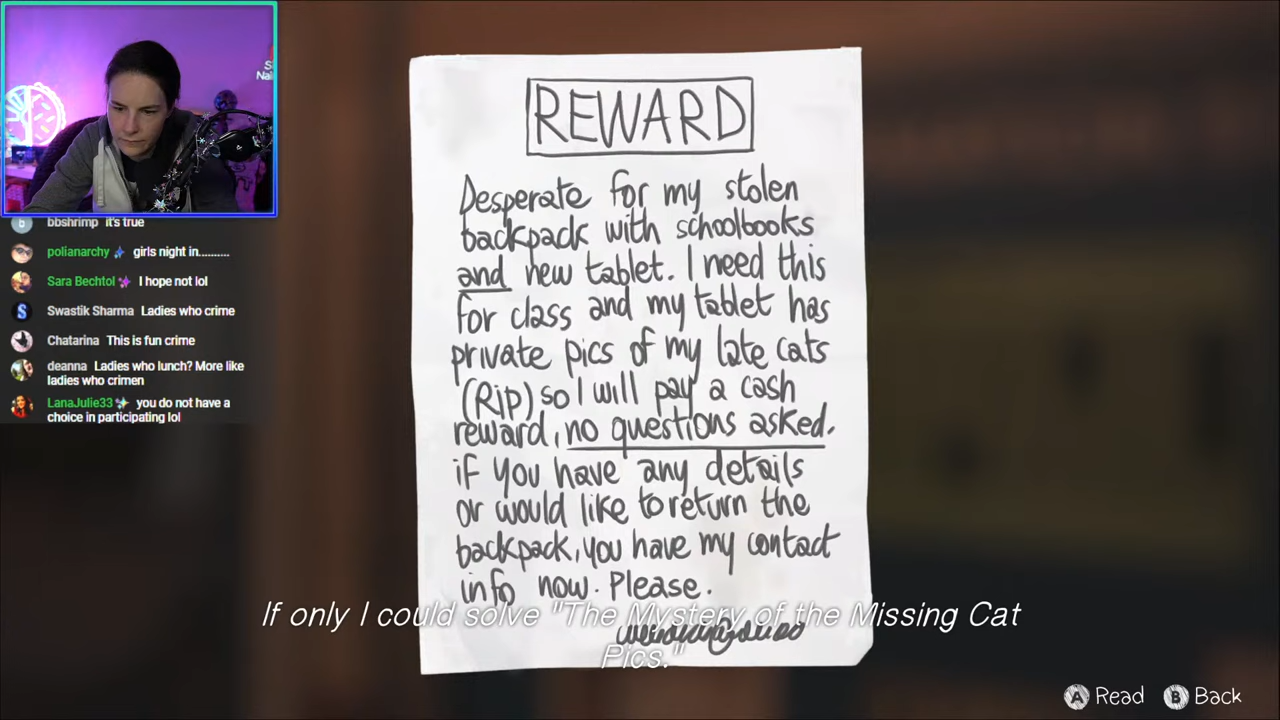 REWARD
Desperate for my stolen
backpack with schoolbooks
and new tablet. I need this
for class and my tablet has
private pics of my late cats
(Rip) so I will pay a cash
reward, no questions asked.
if you have any details
or would like to return the
backpack, you have my contact
info now. Please.
If only I could solve "The Mystery of the Missing Cat
Pics."
bbshrimp it's true
polianarchy girls night in..........
Sara Bechtol I hope not lol
Swastik Sharma Ladies who crime
Chatarina This is fun crime
deanna Ladies who lunch? More like
ladies who crimen
LanaJulie33 you do not have a
choice in participating lol
A Read B Back